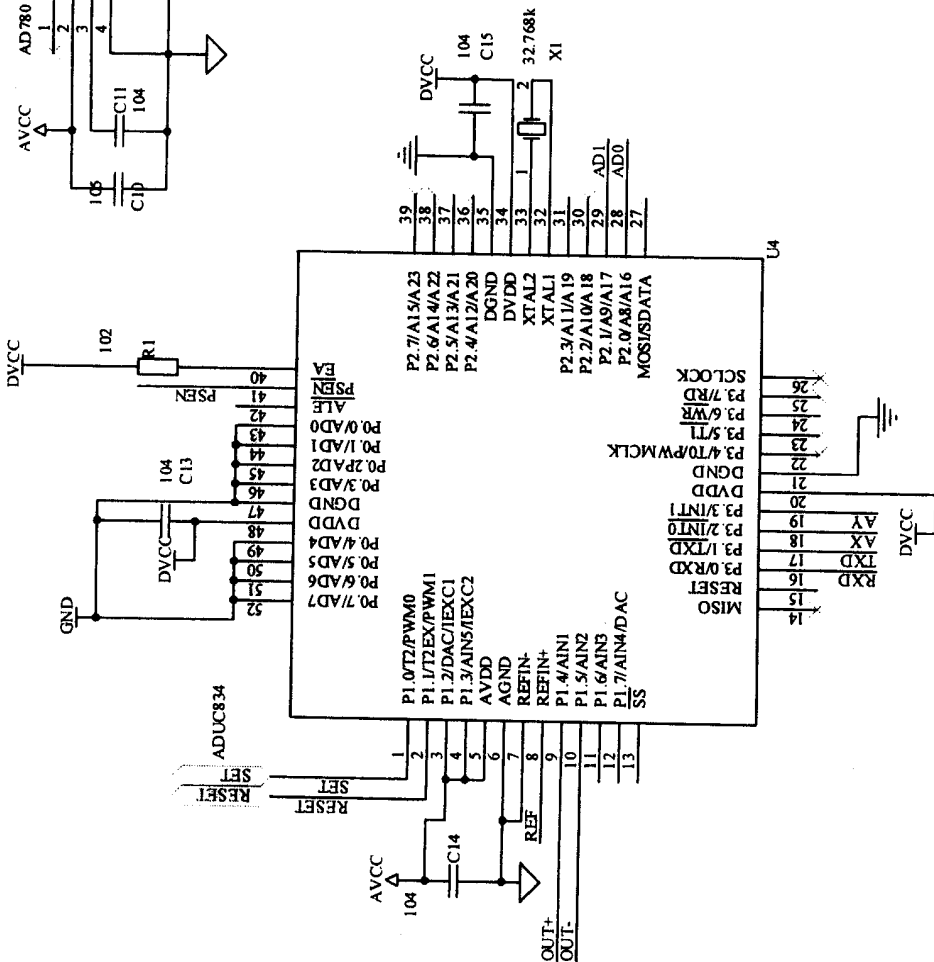 AD780
1
2
3
4
AVCC
C11
104
105
C10
DVCC
104
C15
32.768k
X1
2
1
DVCC
102
R1
PSEN
GND
104
C13
DVCC
40
41
42
43
44
45
46
47
48
49
50
51
52
EA
PSEN
ALE
P0.0/AD0
P0.1/AD1
P0.2PAD2
P0.3/AD3
DGND
DVDD
P0.4/AD4
P0.5/AD5
P0.6/AD6
P0.7/AD7
39
38
37
36
35
34
33
32
31
30
29
28
27
P2.7/A15/A23
P2.6/A14/A22
P2.5/A13/A21
P2.4/A12/A20
DGND
DVDD
XTAL2
XTAL1
P2.3/A11/A19
P2.2/A10/A18
P2.1/A9/A17
P2.0/A8/A16
MOSI/SDATA
AD1
AD0
U4
ADUC834
SET
RESET
SET
RESET
1
2
3
4
5
6
7
8
9
10
11
12
13
P1.0/T2/PWM0
P1.1/T2EX/PWM1
P1.2/DAC/IEXC1
P1.3/AIN5/IEXC2
AVDD
AGND
REFIN-
REFIN+
P1.4/AIN1
P1.5/AIN2
P1.6/AIN3
P1.7/AIN4/DAC
SS
AVCC
104
C14
REF
OUT+
OUT-
SCLOCK
P3.7/RD
P3.6/WR
P3.5/T1
P3.4/T0/PWMCLK
DGND
DVDD
P3.3/INT1
P3.2/INT0
P3.1/TXD
P3.0/RXD
RESET
MISO
26
25
24
23
22
21
20
19
18
17
16
15
14
AY
AX
TXD
RXD
DVCC